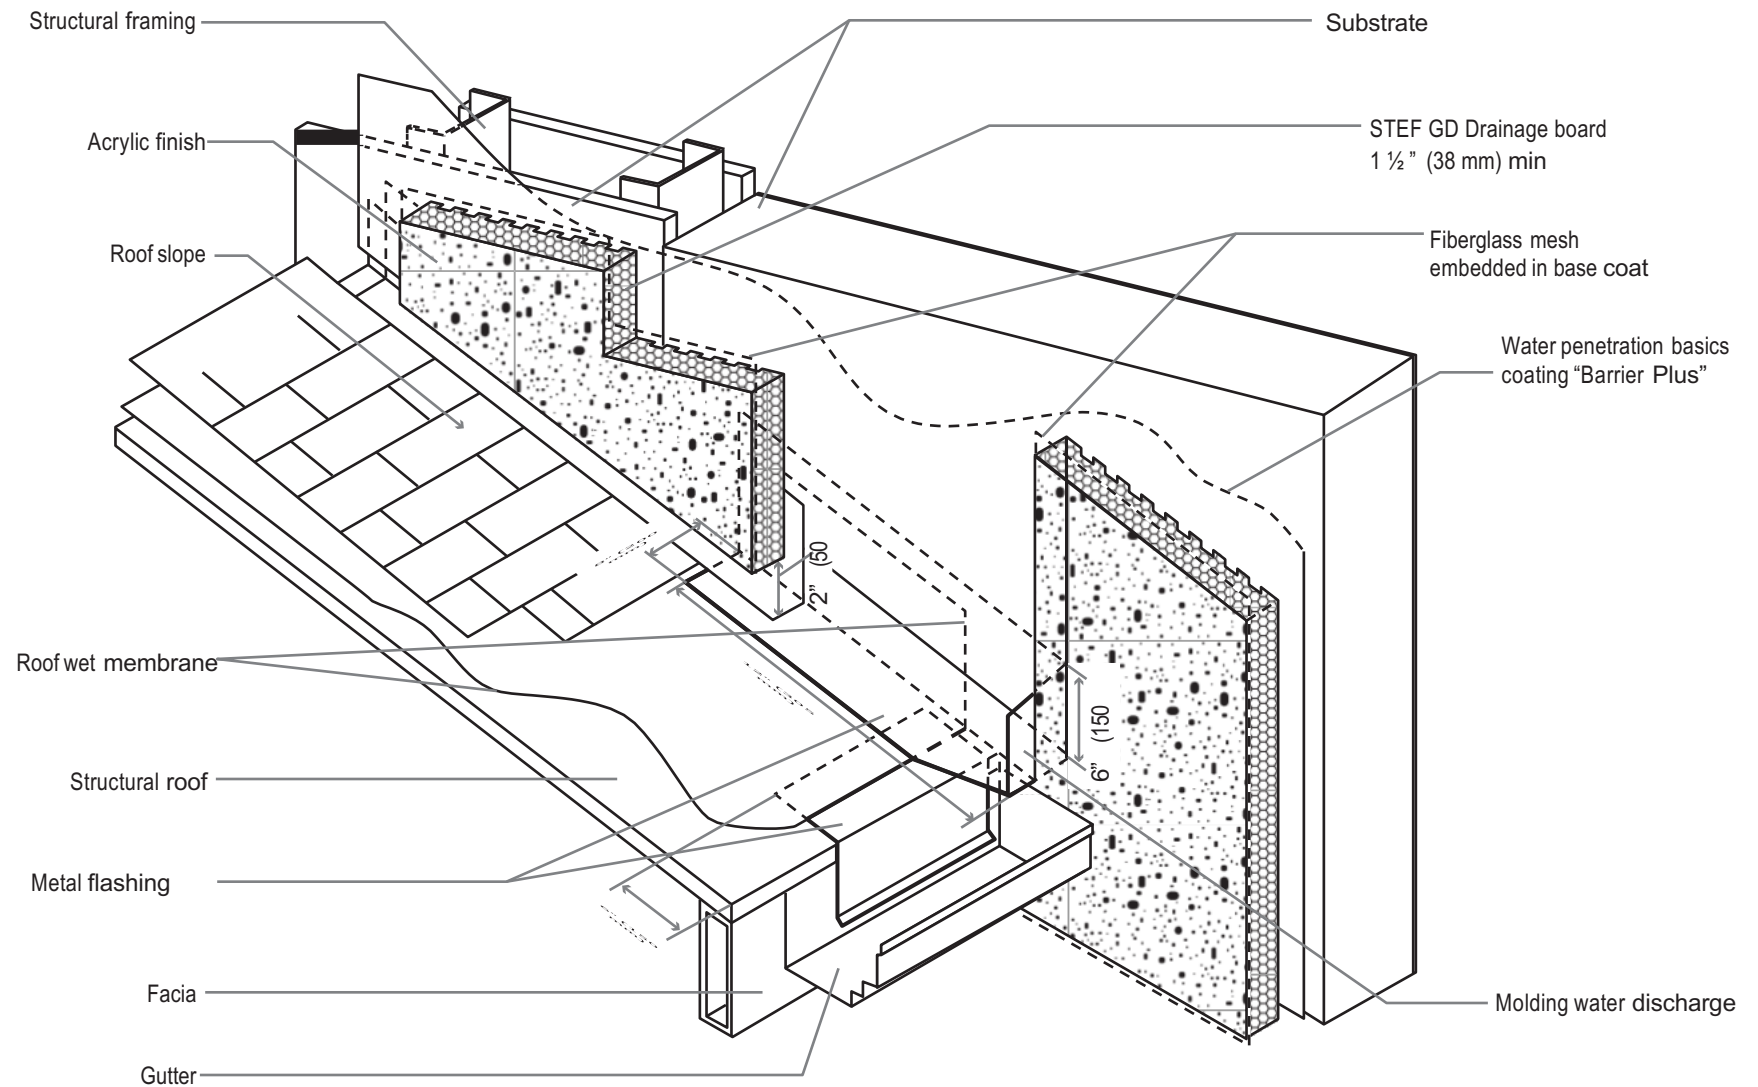 Structural framing
Substrate
Acrylic finish
STEF GD Drainage board
1 ½” (38 mm) min
Roof slope
Fiberglass mesh
embedded in base coat
Water penetration basics
coating “Barrier Plus”
2” (50
Roof wet membrane
6” (150
Structural roof
Metal flashing
Facia
Molding water discharge
Gutter